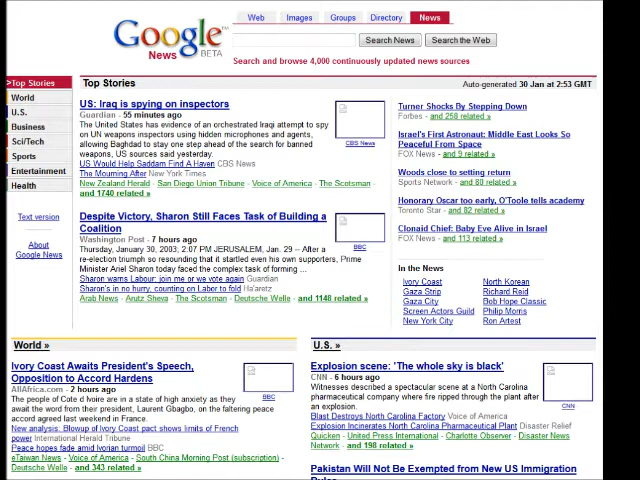 Web Images Groups Directory News
Google™
News BETA
Search News Search the Web
Search and browse 4,000 continuously updated news sources
>Top Stories
World
U.S.
Business
Sci/Tech
Sports
Entertainment
Health
Text version
About
Google News
Top Stories
Auto-generated 30 Jan at 2:53 GMT
US: Iraq is spying on inspectors
Guardian - 55 minutes ago
The United States has evidence of an orchestrated Iraqi attempt to spy
on UN weapons inspectors using hidden microphones and agents,
allowing Baghdad to stay one step ahead of the search for banned
weapons, US sources said yesterday.
US Would Help Saddam Find A Haven CBS News
The Mourning After New York Times
New Zealand Herald - San Diego Union Tribune - Voice of America - The Scotsman -
and 1740 related »
CBS News
Despite Victory, Sharon Still Faces Task of Building a
Coalition
Washington Post - 7 hours ago
Thursday, January 30, 2003; 2:07 PM JERUSALEM, Jan. 29 -- After a
re-election triumph so resounding that it startled even his own supporters, Prime
Minister Ariel Sharon today faced the complex task of forming ...
Sharon warns Labour: join me or we vote again Guardian
Sharon's in no hurry, counting on Labor to fold Ha'aretz
Arab News - Arutz Sheva - The Scotsman - Deutsche Welle - and 1148 related »
BBC
Turner Shocks By Stepping Down
Forbes - and 258 related »
Israel's First Astronaut: Middle East Looks So
Peaceful From Space
FOX News - and 9 related »
Woods close to setting return
Sports Network - and 80 related »
Honorary Oscar too early, O'Toole tells academy
Toronto Star - and 82 related »
Clonaid Chief: Baby Eve Alive in Israel
FOX News - and 113 related »
In the News
Ivory Coast North Korean
Gaza Strip Richard Reid
Gaza City Bob Hope Classic
Screen Actors Guild Philip Morris
New York City Ron Artest
World »
Ivory Coast Awaits President's Speech,
Opposition to Accord Hardens
AllAfrica.com - 2 hours ago
The people of Cote d Ivoire are in a state of high anxiety as they
await the word from their president, Laurent Gbagbo, on the faltering peace
accord agreed last weekend in France.
New analysis: Blowup of Ivory Coast pact shows limits of French
power International Herald Tribune
Peace hopes fade amid Ivorian turmoil BBC
eTaiwan News - Voice of America - South China Morning Post (subscription) -
Deutsche Welle - and 343 related »
BBC
U.S. »
Explosion scene: 'The whole sky is black'
CNN - 6 hours ago
Witnesses described a spectacular scene at a North Carolina
pharmaceutical company where fire ripped through the plant after
an explosion.
Blast Destroys North Carolina Factory Voice of America
Explosion Incinerates North Carolina Pharmaceutical Plant Disaster Relief
Quicken - United Press International - Charlotte Observer - Disaster News
Network - and 198 related »
CNN
Pakistan Will Not Be Exempted from New US Immigration
Rules